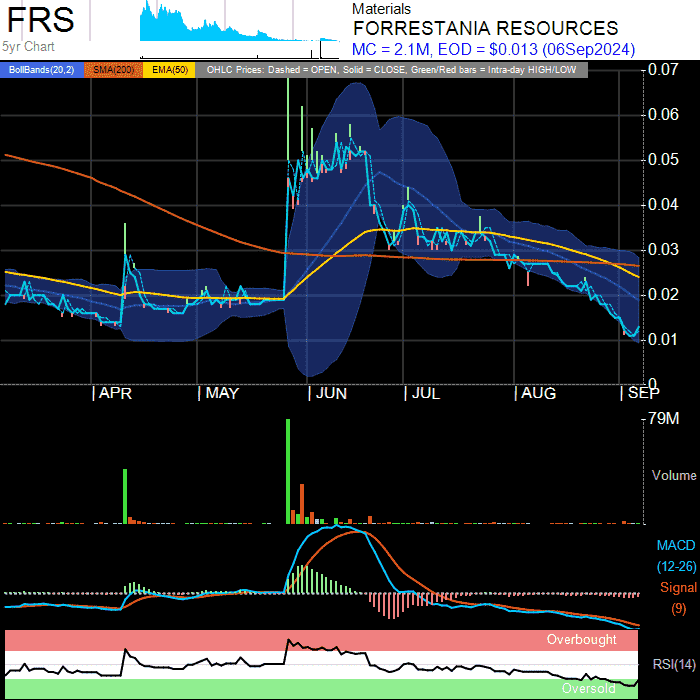 FRS
5yr Chart
Materials
FORRESTANIA RESOURCES
MC = 2.1M, EOD = $0.013 (06Sep2024)
BollBands(20,2) SMA(200) EMA(50) OHLC Prices: Dashed = OPEN, Solid = CLOSE, Green/Red bars = Intra-day HIGH/LOW
0.07
0.06
0.05
0.04
0.03
0.02
0.01
0
APR MAY JUN JUL AUG SEP
79M
Volume
MACD
(12-26)
Signal
(9)
Overbought
RSI(14)
Oversold